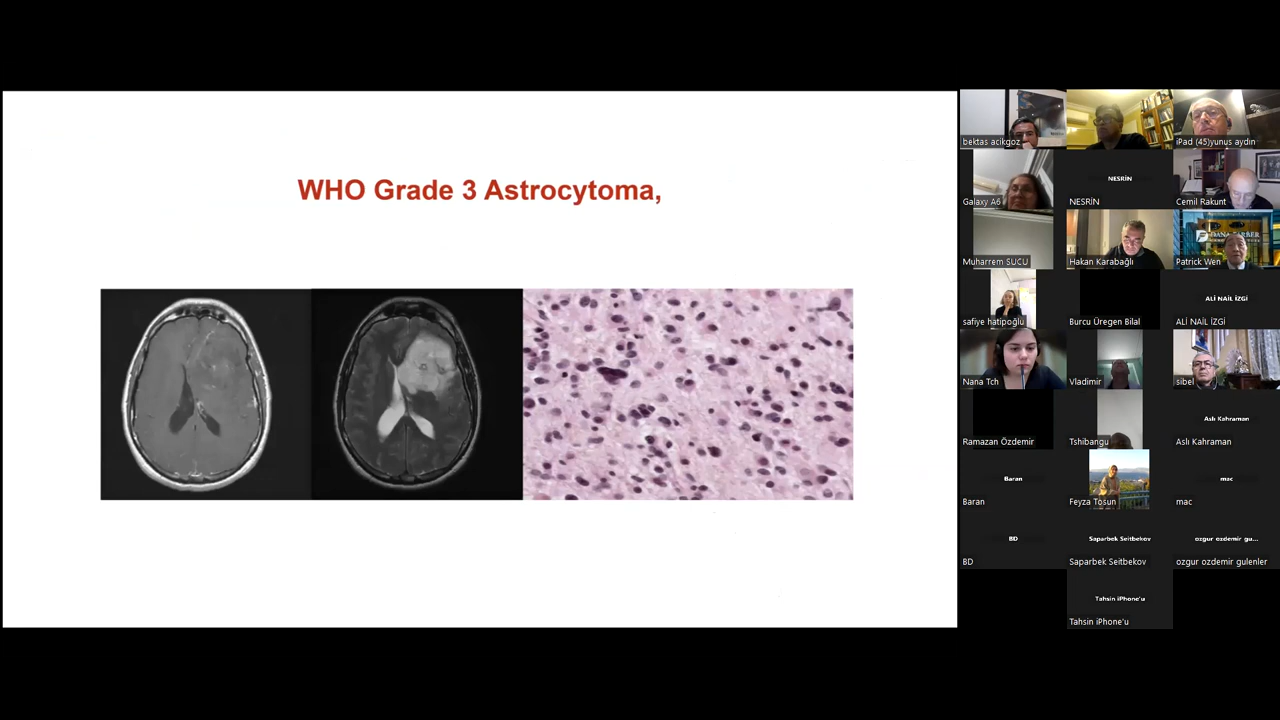 WHO Grade 3 Astrocytoma,
bektas acikgoz
iPad (45)yunus aydin
Galaxy A6
NESRİN
NESRİN
Cemil Rakunt
Muharrem SUCU
Hakan Karabağlı
DANA-FARBER
Patrick Wen
safiye hatipoğlu
Burcu Üregen Bilal
ALİ NAİL İZGİ
ALİ NAİL İZGİ
Nana Tch
Vladimir
sibel
Ramazan Özdemir
Tshibangu
Aslı Kahraman
Aslı Kahraman
Baran
Baran
Feyza Tosun
mac
mac
BD
BD
Saparbek Seitbekov
Saparbek Seitbekov
ozgur ozdemir gu...
ozgur ozdemir gulenler
Tahsin iPhone'u
Tahsin iPhone'u